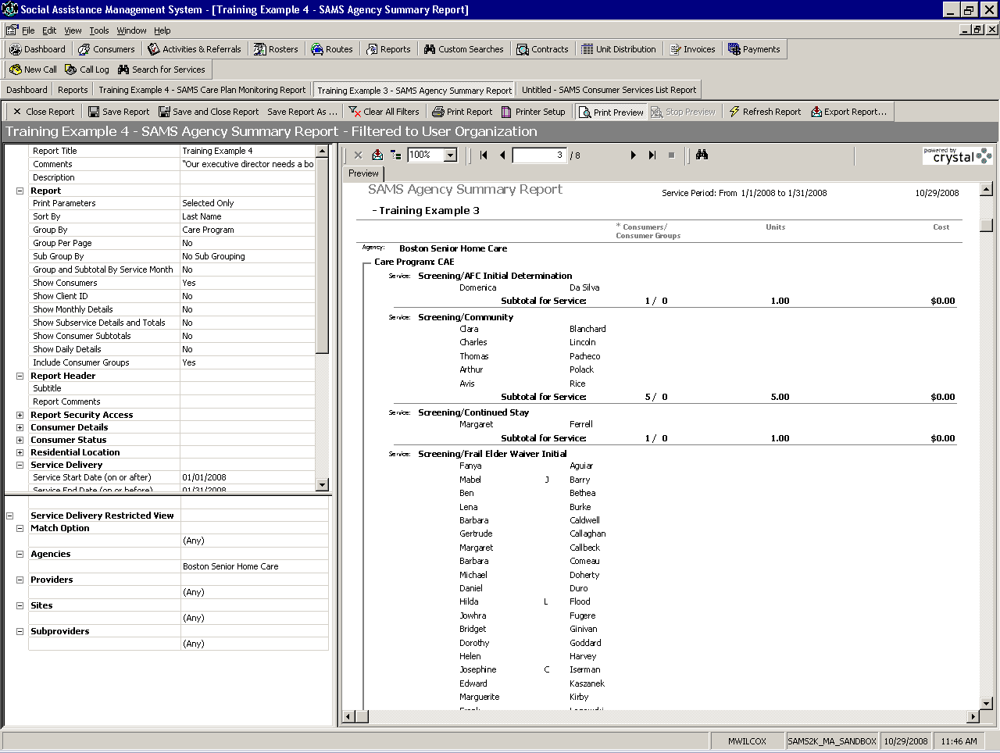 Social Assistance Management System - [Training Example 4 - SAMS Agency Summary Report]
File Edit View Tools Window Help
Dashboard Consumers Activities & Referrals Rosters Routes Reports Custom Searches Contracts Unit Distribution Invoices Payments
New Call Call Log Search for Services
Dashboard Reports Training Example 4 - SAMS Care Plan Monitoring Report Training Example 3 - SAMS Agency Summary Report Untitled - SAMS Consumer Services List Report
Close Report Save Report Save and Close Report Save Report As ... Clear All Filters Print Report Printer Setup Print Preview Stop Preview Refresh Report Export Report...
Training Example 4 - SAMS Agency Summary Report - Filtered to User Organization
Report Title Training Example 4
Comments "Our executive director needs a bo
Description
Report
Print Parameters Selected Only
Sort By Last Name
Group By Care Program
Group Per Page No
Sub Group By No Sub Grouping
Group and Subtotal By Service Month No
Show Consumers Yes
Show Client ID No
Show Monthly Details No
Show Subservice Details and Totals No
Show Consumer Subtotals No
Show Daily Details No
Include Consumer Groups Yes
Report Header
Subtitle
Report Comments
Report Security Access
Consumer Details
Consumer Status
Residential Location
Service Delivery
Service Start Date (on or after) 01/01/2008
Service End Date (on or before) 01/31/2008
Service Delivery Restricted View
Match Option
(Any)
Agencies
Boston Senior Home Care
Providers
(Any)
Sites
(Any)
Subproviders
(Any)
100% 3 / 8
powered by
crystal
Preview
SAMS Agency Summary Report Service Period: From 1/1/2008 to 1/31/2008 10/29/2008
- Training Example 3
* Consumers/ Units Cost
Consumer Groups
Agency: Boston Senior Home Care
Care Program: CAE
Service: Screening/AFC Initial Determination
Domenica Da Silva
Subtotal for Service: 1 / 0 1.00 $0.00
Service: Screening/Community
Clara Blanchard
Charles Lincoln
Thomas Pacheco
Arthur Polack
Avis Rice
Subtotal for Service: 5 / 0 5.00 $0.00
Service: Screening/Continued Stay
Margaret Ferrell
Subtotal for Service: 1 / 0 1.00 $0.00
Service: Screening/Frail Elder Waiver Initial
Fanya Aguiar
Mabel J Barry
Ben Bethea
Lena Burke
Barbara Caldwell
Gertrude Callaghan
Margaret Callbeck
Barbara Comeau
Michael Doherty
Daniel Duro
Hilda L Flood
Jowhra Fugere
Bridget Ginivan
Dorothy Goddard
Helen Harvey
Josephine C Iserman
Edward Kaszanek
Marguerite Kirby
MWILCOX SAMS2K_MA_SANDBOX 10/29/2008 11:46 AM